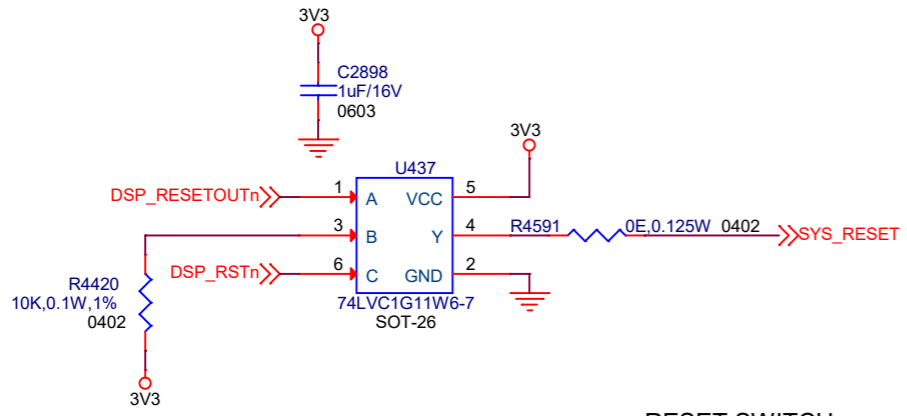 3V3
C2898
1uF/16V
0603
3V3
U437
DSP_RESETOUTn 1 A VCC 5
3 B Y 4 R4591 0E,0.125W 0402 SYS_RESET
DSP_RSTn 6 C GND 2
R4420
10K,0.1W,1%
0402
74LVC1G11W6-7
SOT-26
3V3